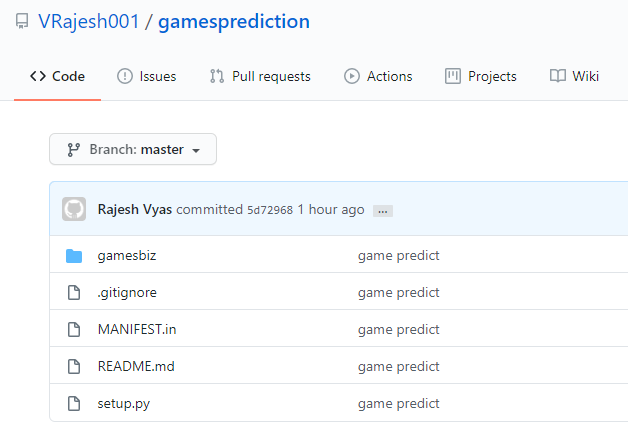 VRajesh001 / gamesprediction
Code Issues Pull requests Actions Projects Wiki
Branch: master
Rajesh Vyas committed 5d72968 1 hour ago ...
gamesbiz game predict
.gitignore game predict
MANIFEST.in game predict
README.md game predict
setup.py game predict